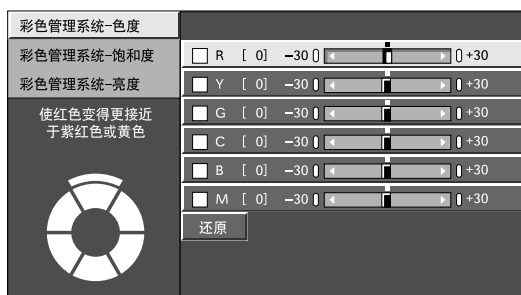 彩色管理系统-色度
彩色管理系统-饱和度
彩色管理系统-亮度
使红色变得更接近
于紫红色或黄色
R [ 0] −30 +30
Y [ 0] −30 +30
G [ 0] −30 +30
C [ 0] −30 +30
B [ 0] −30 +30
M [ 0] −30 +30
还原